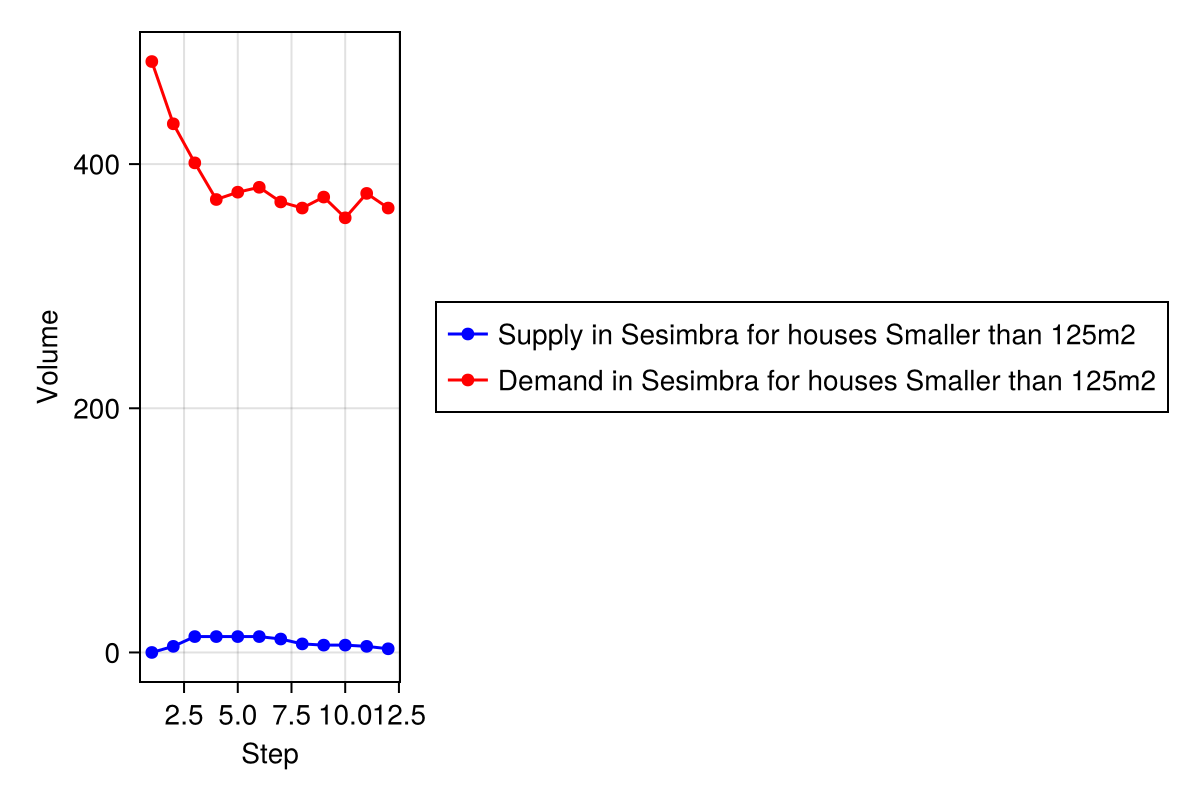 Volume
400
200
0
2.5 5.0 7.5 10.0 12.5
Step
Supply in Sesimbra for houses Smaller than 125m2
Demand in Sesimbra for houses Smaller than 125m2